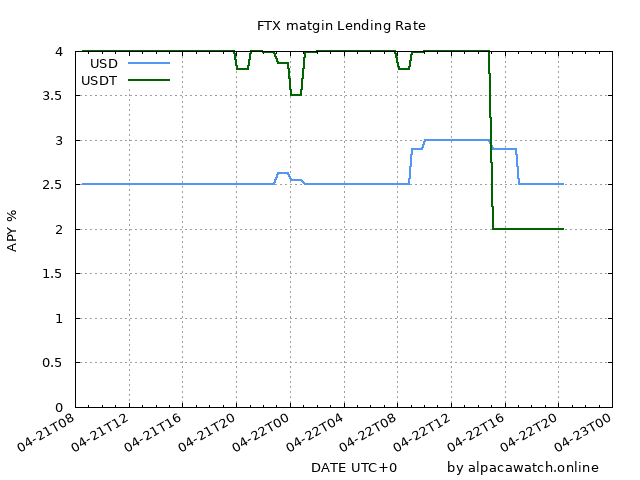 FTX matgin Lending Rate
APY %
USD
USDT
4
3.5
3
2.5
2
1.5
1
0.5
0
04-21T08
04-21T12
04-21T16
04-21T20
04-22T00
04-22T04
04-22T08
04-22T12
04-22T16
04-22T20
04-23T00
DATE UTC+0
by alpacawatch.online